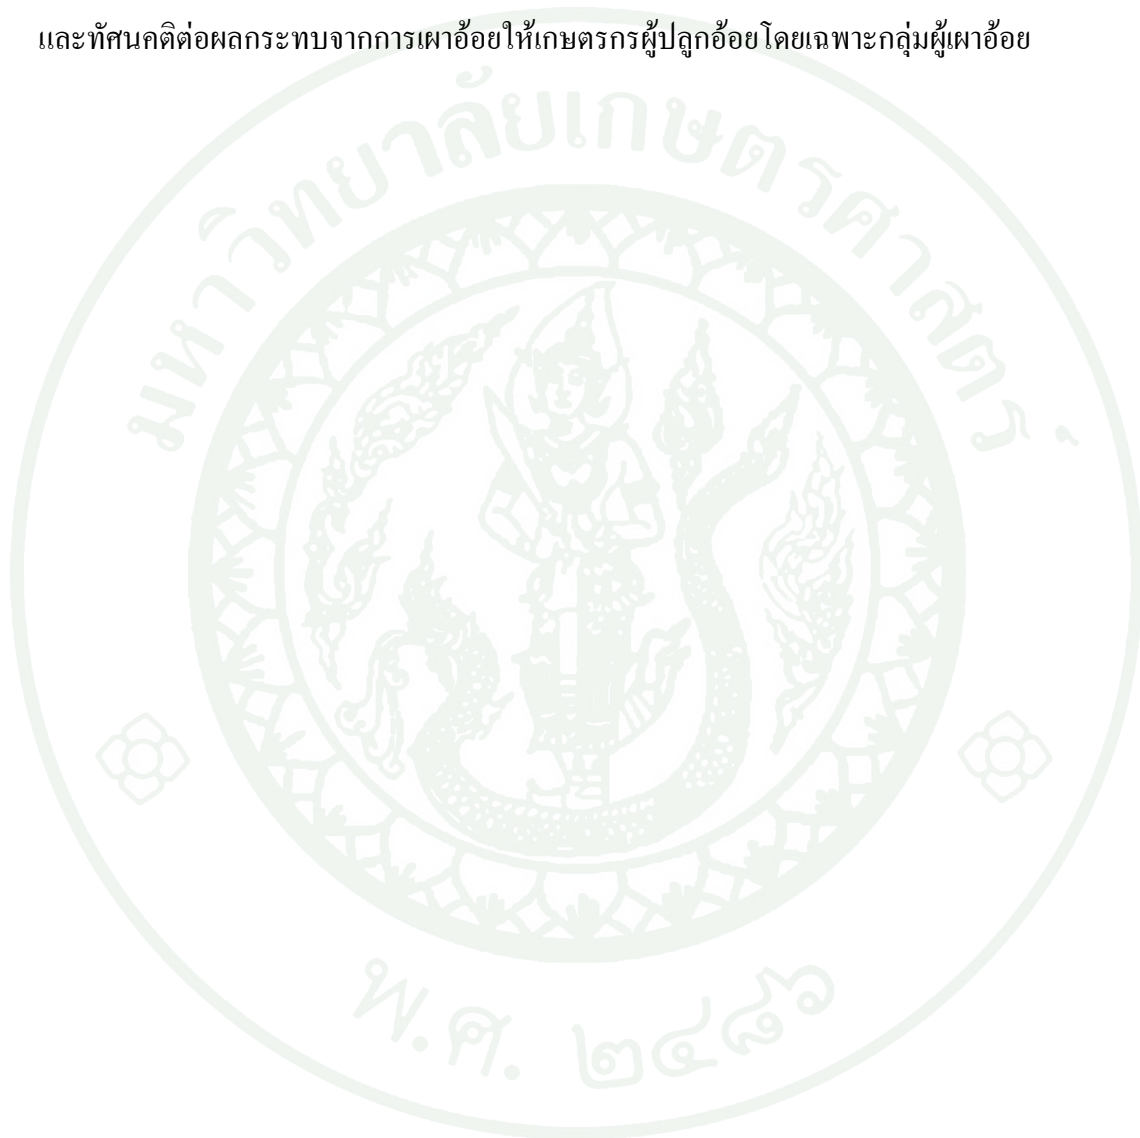 และทัศนคติต่อผลกระทบจากการเผาอ้อยให้เกษตรกรผู้ปลูกอ้อยโดยเฉพาะกลุ่มผู้เผาอ้อย
มหาวิทยาลัยเกษตรศาสตร์
พ.ศ. ๒๔๘๖